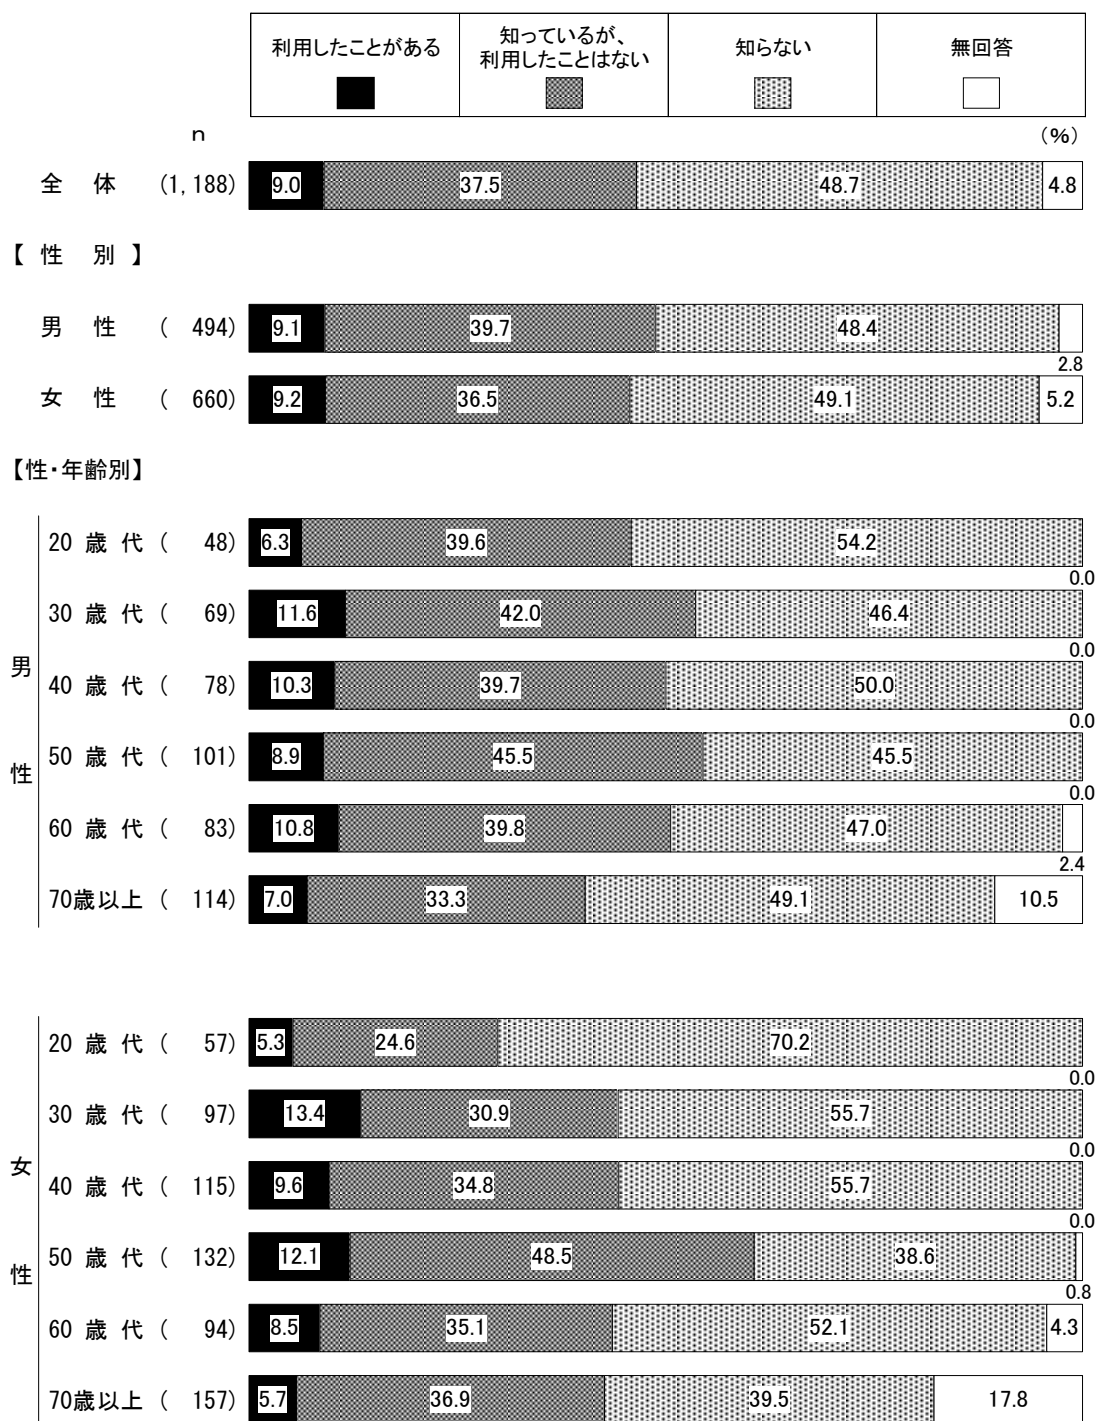 利用したことがある
知っているが、
利用したことはない
知らない
無回答
n
(%)
全 体 (1,188) 9.0 37.5 48.7 4.8
【 性 別 】
男 性 ( 494) 9.1 39.7 48.4
2.8
女 性 ( 660) 9.2 36.5 49.1 5.2
【性・年齢別】
男性
20 歳 代 ( 48) 6.3 39.6 54.2
0.0
30 歳 代 ( 69) 11.6 42.0 46.4
0.0
40 歳 代 ( 78) 10.3 39.7 50.0
0.0
50 歳 代 ( 101) 8.9 45.5 45.5
0.0
60 歳 代 ( 83) 10.8 39.8 47.0
2.4
70歳以上 ( 114) 7.0 33.3 49.1 10.5
女性
20 歳 代 ( 57) 5.3 24.6 70.2
0.0
30 歳 代 ( 97) 13.4 30.9 55.7
0.0
40 歳 代 ( 115) 9.6 34.8 55.7
0.0
50 歳 代 ( 132) 12.1 48.5 38.6
0.8
60 歳 代 ( 94) 8.5 35.1 52.1 4.3
70歳以上 ( 157) 5.7 36.9 39.5 17.8